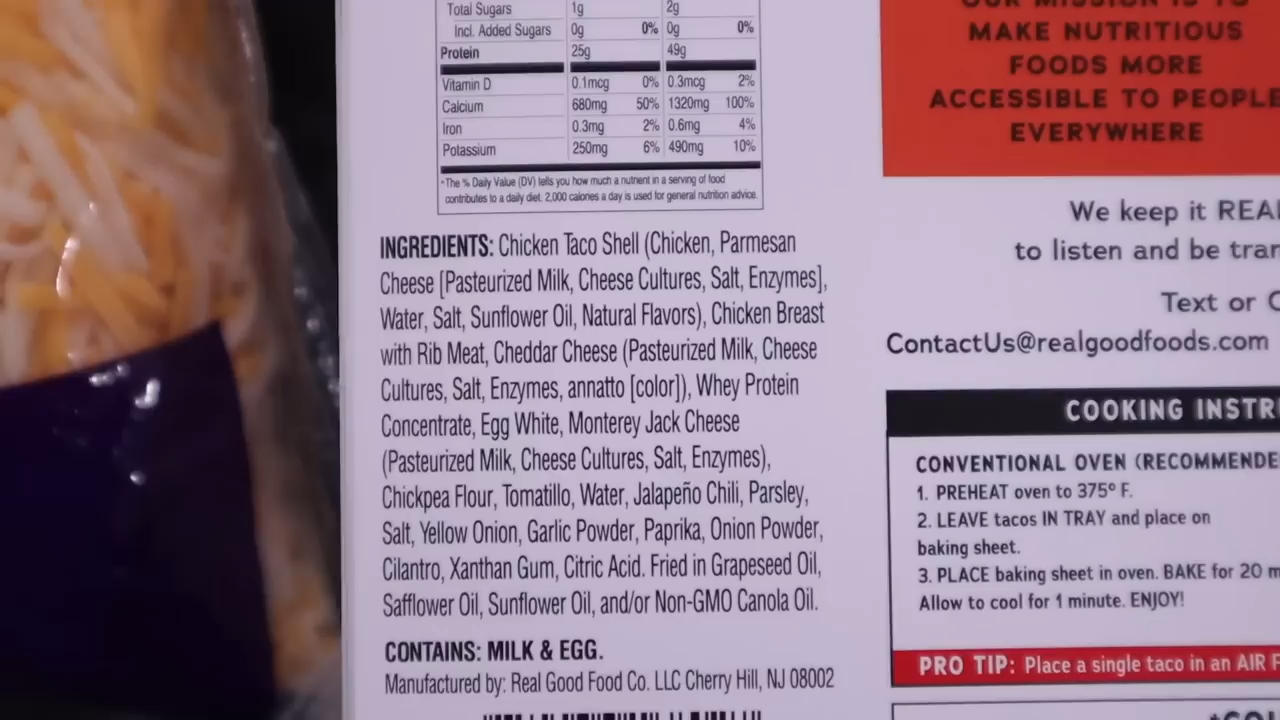 Total Sugars 1g 2g
Incl. Added Sugars 0g 0% 0g 0%
Protein 25g 49g
Vitamin D 0.1mcg 0% 0.3mcg 2%
Calcium 680mg 50% 1320mg 100%
Iron 0.3mg 2% 0.6mg 4%
Potassium 250mg 6% 490mg 10%
*The % Daily Value (DV) tells you how much a nutrient in a serving of food
contributes to a daily diet. 2,000 calories a day is used for general nutrition advice.
INGREDIENTS: Chicken Taco Shell (Chicken, Parmesan
Cheese [Pasteurized Milk, Cheese Cultures, Salt, Enzymes],
Water, Salt, Sunflower Oil, Natural Flavors), Chicken Breast
with Rib Meat, Cheddar Cheese (Pasteurized Milk, Cheese
Cultures, Salt, Enzymes, annatto [color]), Whey Protein
Concentrate, Egg White, Monterey Jack Cheese
(Pasteurized Milk, Cheese Cultures, Salt, Enzymes),
Chickpea Flour, Tomatillo, Water, Jalapeño Chili, Parsley,
Salt, Yellow Onion, Garlic Powder, Paprika, Onion Powder,
Cilantro, Xanthan Gum, Citric Acid. Fried in Grapeseed Oil,
Safflower Oil, Sunflower Oil, and/or Non-GMO Canola Oil.
CONTAINS: MILK & EGG.
Manufactured by: Real Good Food Co. LLC Cherry Hill, NJ 08002
OUR MISSION IS TO
MAKE NUTRITIOUS
FOODS MORE
ACCESSIBLE TO PEOPLE
EVERYWHERE
We keep it REAL
to listen and be tran
Text or C
ContactUs@realgoodfoods.com
COOKING INSTR
CONVENTIONAL OVEN (RECOMMENDE
1. PREHEAT oven to 375º F.
2. LEAVE tacos IN TRAY and place on
baking sheet.
3. PLACE baking sheet in oven. BAKE for 20 m
Allow to cool for 1 minute. ENJOY!
PRO TIP: Place a single taco in an AIR F